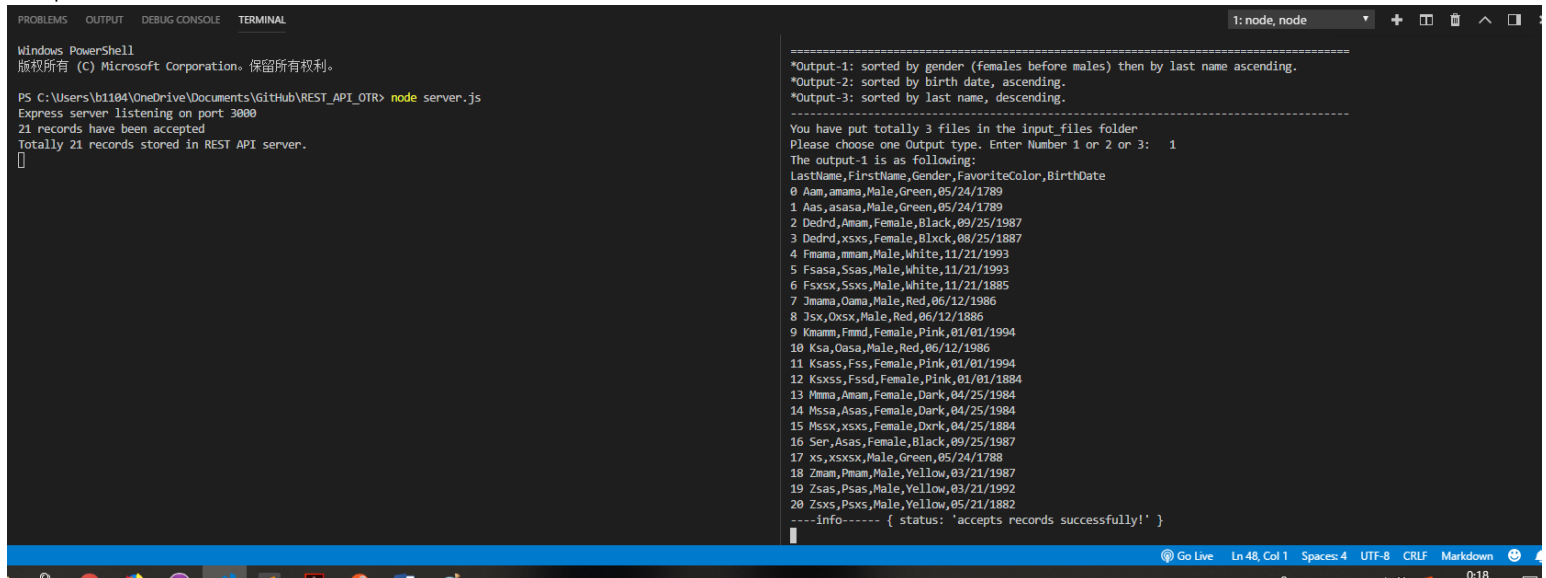 PROBLEMS OUTPUT DEBUG CONSOLE TERMINAL
1: node, node
Windows PowerShell
版权所有 (C) Microsoft Corporation。保留所有权利。
PS C:\Users\b1104\OneDrive\Documents\GitHub\REST_API_OTR> node server.js
Express server listening on port 3000
21 records have been accepted
Totally 21 records stored in REST API server.
======================================================================================
*Output-1: sorted by gender (females before males) then by last name ascending.
*Output-2: sorted by birth date, ascending.
*Output-3: sorted by last name, descending.
--------------------------------------------------------------------------------------
You have put totally 3 files in the input_files folder
Please choose one Output type. Enter Number 1 or 2 or 3: 1
The output-1 is as following:
LastName,FirstName,Gender,FavoriteColor,BirthDate
0 Aam,amama,Male,Green,05/24/1789
1 Aas,asasa,Male,Green,05/24/1789
2 Dedrd,Amam,Female,Black,09/25/1987
3 Dedrd,xsxs,Female,Blxck,08/25/1887
4 Fmama,mmam,Male,White,11/21/1993
5 Fsasa,Ssas,Male,White,11/21/1993
6 Fsxsx,Ssxs,Male,White,11/21/1885
7 Jmama,Oama,Male,Red,06/12/1986
8 Jsx,Oxsx,Male,Red,06/12/1886
9 Kmamm,Fmmd,Female,Pink,01/01/1994
10 Ksa,Oasa,Male,Red,06/12/1986
11 Ksass,Fss,Female,Pink,01/01/1994
12 Ksxss,Fssd,Female,Pink,01/01/1884
13 Mmma,Amam,Female,Dark,04/25/1984
14 Mssa,Asas,Female,Dark,04/25/1984
15 Mssx,xsxs,Female,Dxrk,04/25/1884
16 Ser,Asas,Female,Black,09/25/1987
17 xs,xsxsx,Male,Green,05/24/1788
18 Zmam,Pmam,Male,Yellow,03/21/1987
19 Zsas,Psas,Male,Yellow,03/21/1992
20 Zsxs,Psxs,Male,Yellow,05/21/1882
----info------ { status: 'accepts records successfully!' }
Go Live Ln 48, Col 1 Spaces: 4 UTF-8 CRLF Markdown
0:18